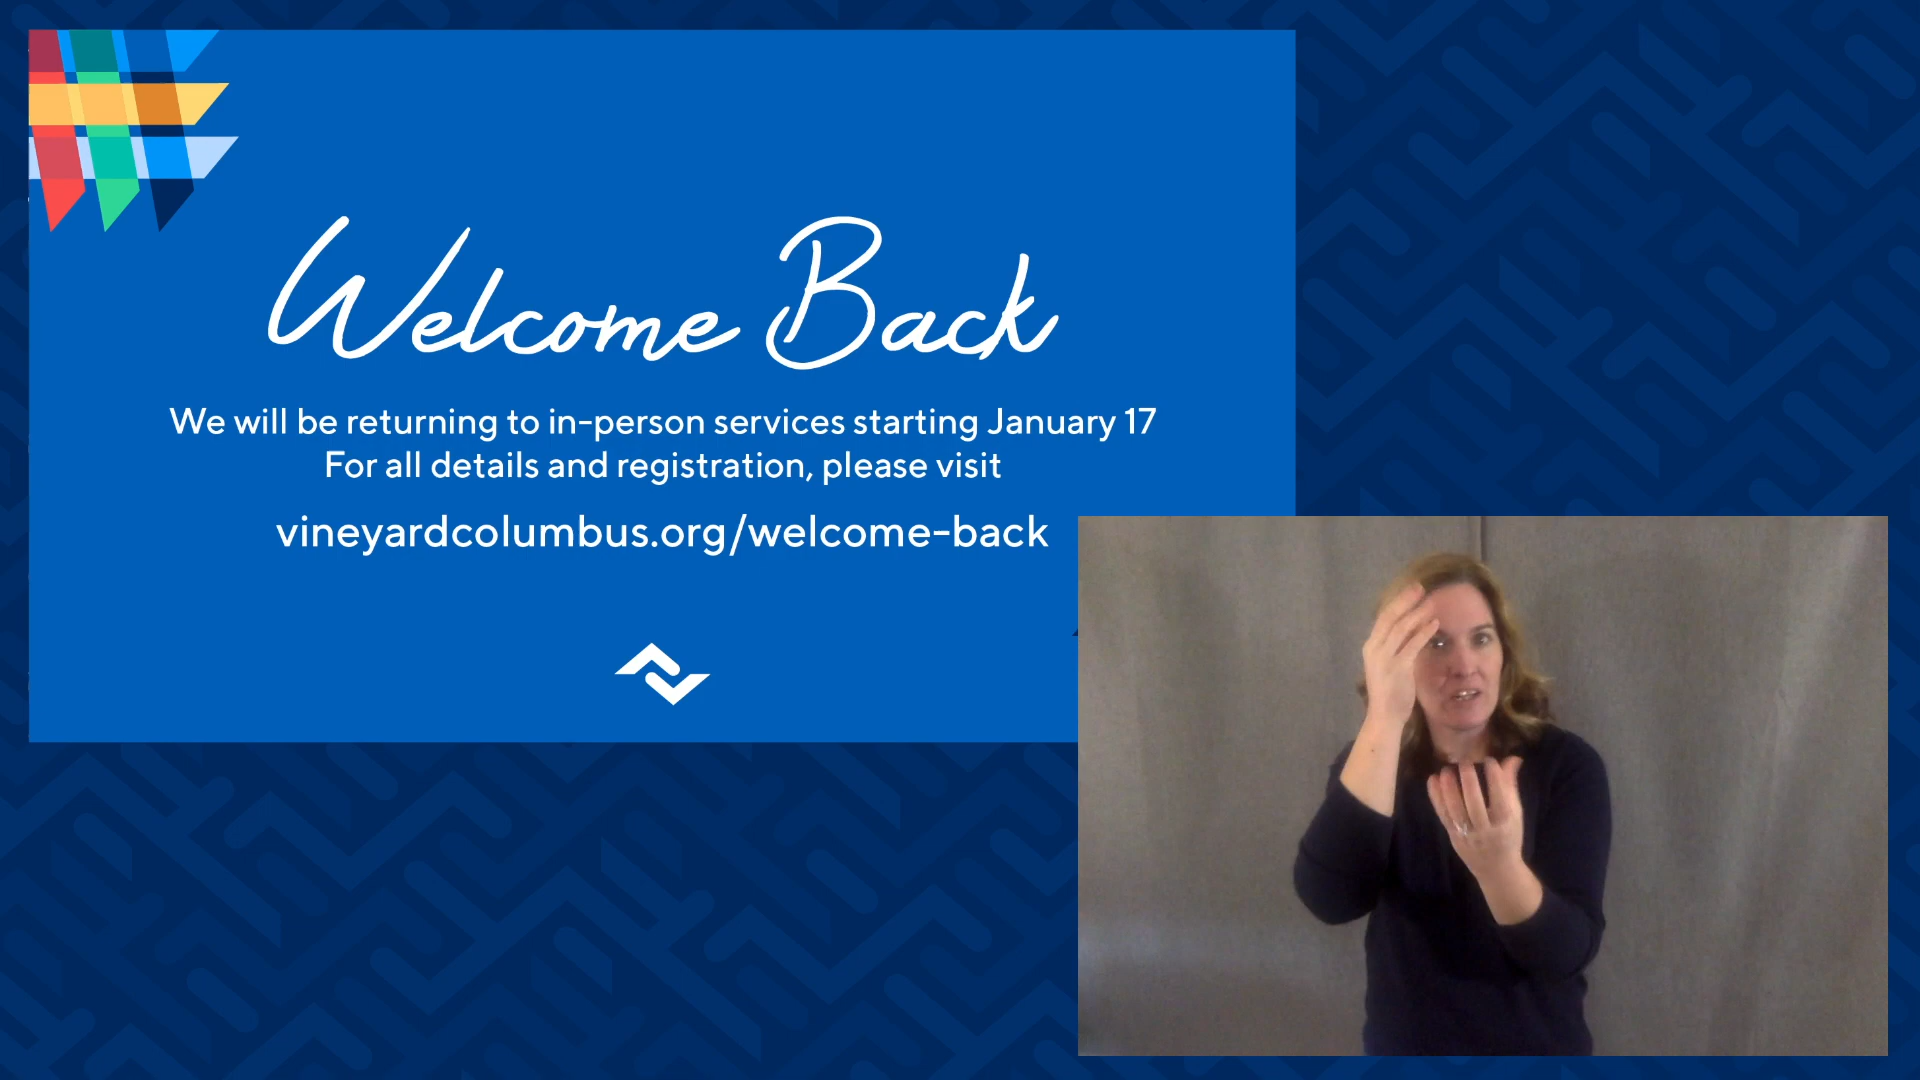 Welcome Back
We will be returning to in-person services starting January 17
For all details and registration, please visit
vineyardcolumbus.org/welcome-back